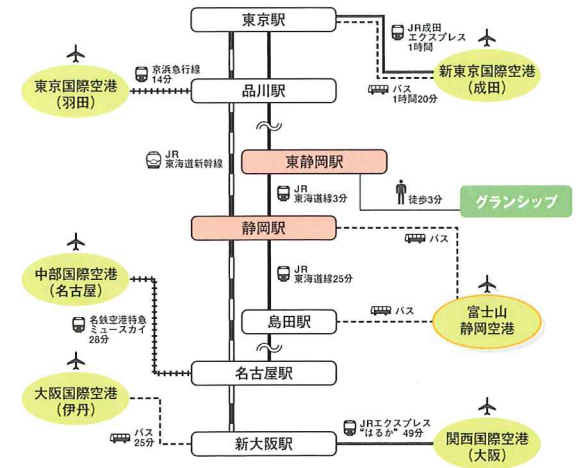 東京駅
JR成田
エクスプレス
1時間
東京国際空港
(羽田)
京浜急行線
14分
品川駅
バス
1時間20分
新東京国際空港
(成田)
JR
東海道新幹線
東静岡駅
JR
東海道線3分
徒歩3分
グランシップ
静岡駅
バス
中部国際空港
(名古屋)
JR
東海道線25分
名鉄空港特急
ミュースカイ
28分
島田駅
バス
富士山
静岡空港
名古屋駅
大阪国際空港
(伊丹)
バス
25分
新大阪駅
JRエクスプレス
"はるか" 49分
関西国際空港
(大阪)